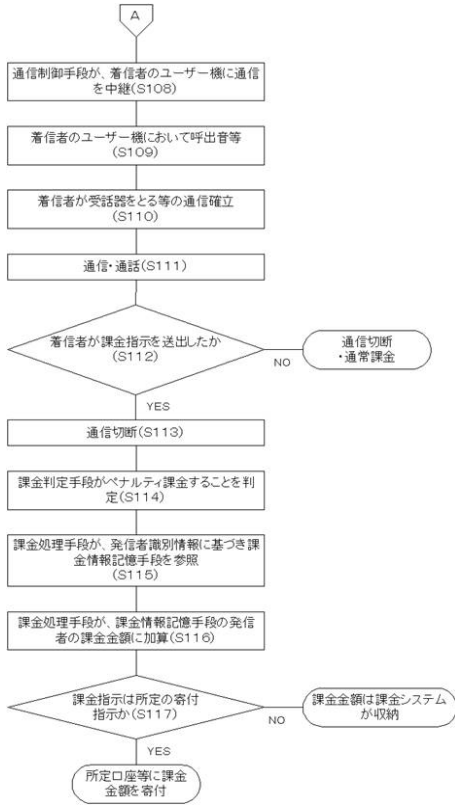 A
通信制御手段が、着信者のユーザー機に通信
を中継(S108)
着信者のユーザー機において呼出音等
(S109)
着信者が受話器をとる等の通信確立
(S110)
通信・通話(S111)
着信者が課金指示を送出したか
(S112)
NO
通信切断
・通常課金
YES
通信切断(S113)
課金判定手段がペナルティ課金することを判
定(S114)
課金処理手段が、発信者識別情報に基づき課
金情報記憶手段を参照
(S115)
課金処理手段が、課金情報記憶手段の発信
者の課金金額に加算(S116)
課金指示は所定の寄付
指示か(S117)
NO
課金金額は課金システム
が収納
YES
所定口座等に課金
金額を寄付